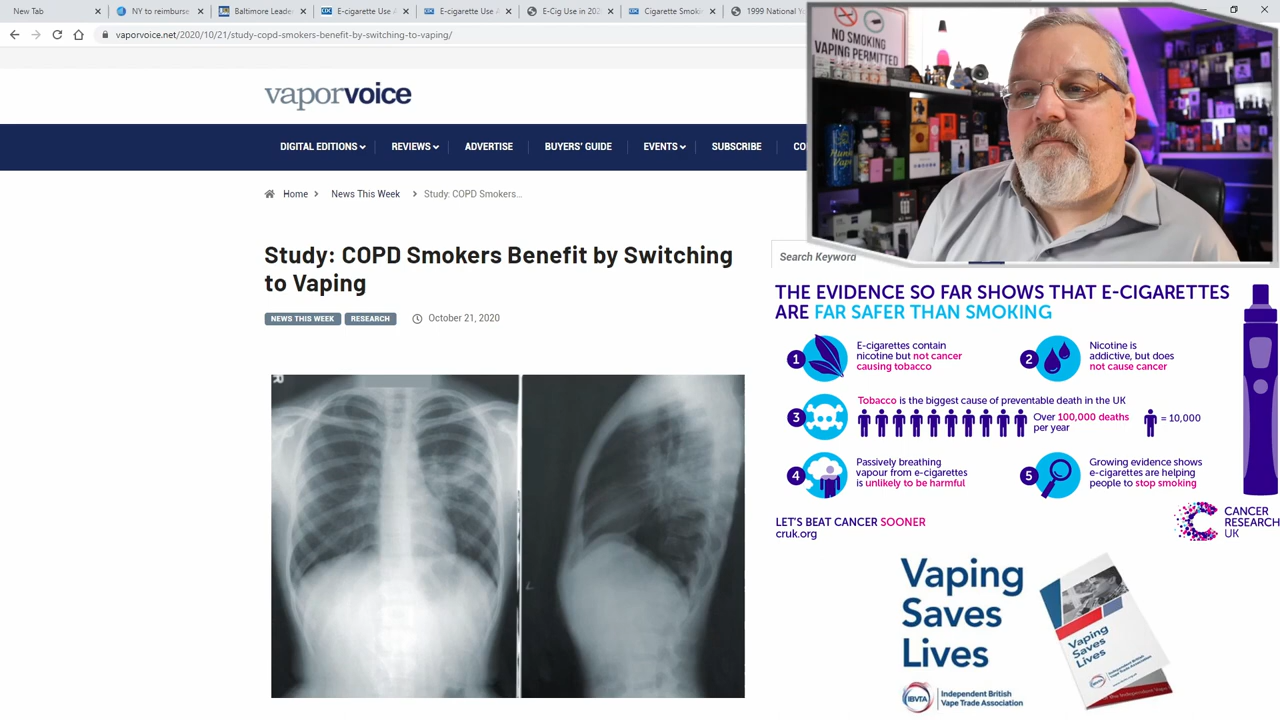 New Tab
NY to reimburse
Baltimore Leade
E-cigarette Use A
E-cigarette Use A
E-Cig Use in 202
Cigarette Smoki
1999 National Yo
vaporvoice.net/2020/10/21/study-copd-smokers-benefit-by-switching-to-vaping/
NO SMOKING
VAPING PERMITTED
vaporvoice
DIGITAL EDITIONS
REVIEWS
ADVERTISE
BUYERS' GUIDE
EVENTS
SUBSCRIBE
CO
Home
News This Week
Study: COPD Smokers...
Search Keyword
Study: COPD Smokers Benefit by Switching
to Vaping
NEWS THIS WEEK
RESEARCH
October 21, 2020
R
L
THE EVIDENCE SO FAR SHOWS THAT E-CIGARETTES
ARE FAR SAFER THAN SMOKING
1
E-cigarettes contain
nicotine but not cancer
causing tobacco
2
Nicotine is
addictive, but does
not cause cancer
3
Tobacco is the biggest cause of preventable death in the UK
Over 100,000 deaths
per year
= 10,000
4
Passively breathing
vapour from e-cigarettes
is unlikely to be harmful
5
Growing evidence shows
e-cigarettes are helping
people to stop smoking
LET'S BEAT CANCER SOONER
cruk.org
CANCER
RESEARCH
UK
Vaping
Saves
Lives
IBVTA
Independent British
Vape Trade Association
Vaping
Saves
Lives